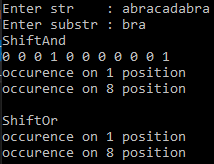 Enter str    : abracadabra
Enter substr : bra
ShiftAnd
0 0 0 1 0 0 0 0 0 0 1
occurence on 1 position
occurence on 8 position

ShiftOr
occurence on 1 position
occurence on 8 position